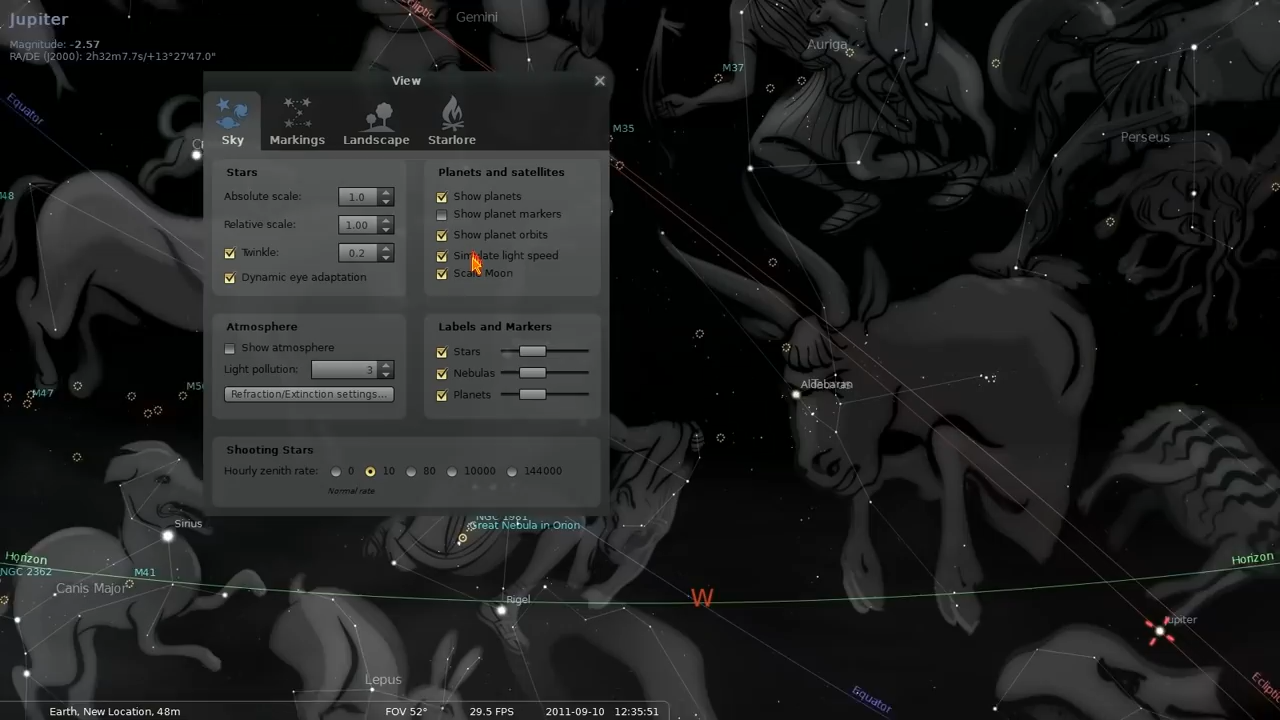 Jupiter
Magnitude: -2.57
RA/DE (J2000): 2h32m7.7s/+13°27'47.0"
Ecliptic
Gemini
Auriga
Perseus
M37
M35
Equator
M48
View
Sky
Markings
Landscape
Starlore
Stars
Absolute scale: 1.0
Relative scale: 1.00
Twinkle: 0.2
Dynamic eye adaptation
Planets and satellites
Show planets
Show planet markers
Show planet orbits
Simulate light speed
Scale Moon
Atmosphere
Show atmosphere
Light pollution: 3
Refraction/Extinction settings...
Labels and Markers
Stars
Nebulas
Planets
Shooting Stars
Hourly zenith rate: 0 10 80 10000 144000
Normal rate
M47
Aldebaran
Sirius
NGC 1981
Great Nebula in Orion
Horizon
NGC 2362
M41
Canis Major
Rigel
W
Horizon
Jupiter
Lepus
Equator
Ecliptic
Earth, New Location, 48m
FOV 52°
29.5 FPS
2011-09-10 12:35:51